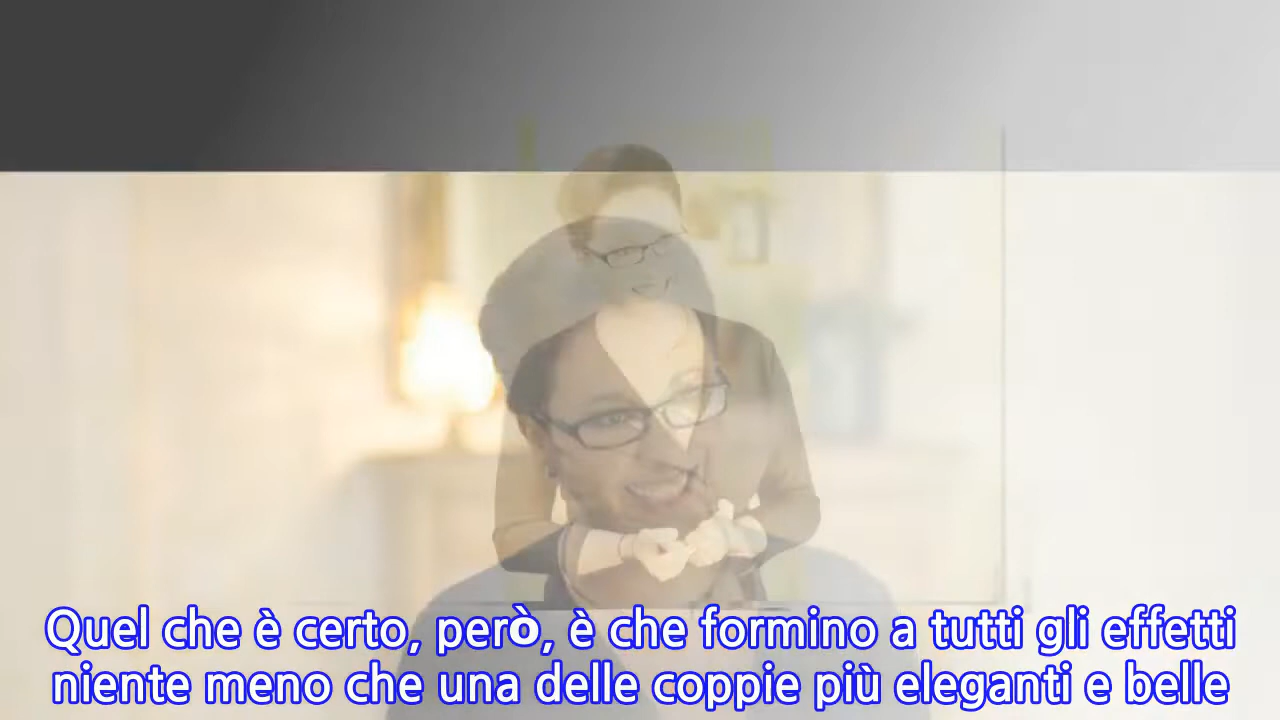 Quel che è certo, però, è che formino a tutti gli effetti
niente meno che una delle coppie più eleganti e belle